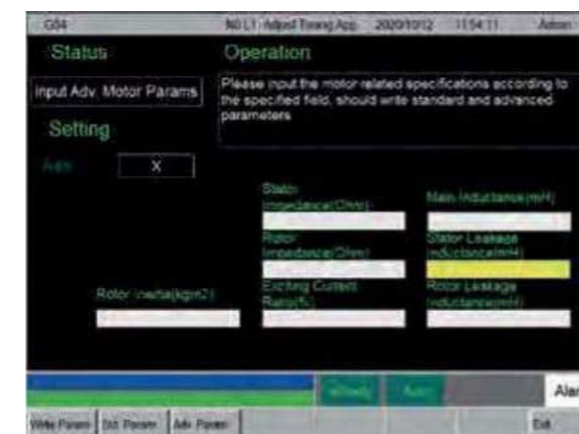 G04 NO L1 Adjust Tuning App 2020/10/12 11:54:11 Admin
Status
Operation
Input Adv. Motor Params
Please input the motor related specifications according to
the specified field, should write standard and advanced
parameters
Setting
Axis
X
Stator
Impedance(Ohm)
Main Inductance(mH)
Rotor
Impedance(Ohm)
Stator Leakage
Inductance(mH)
Rotor Inertia(kgm2)
Exciting Current
Ratio(%)
Rotor Leakage
Inductance(mH)
Alar
Write Param Std. Param Adv. Param Exit